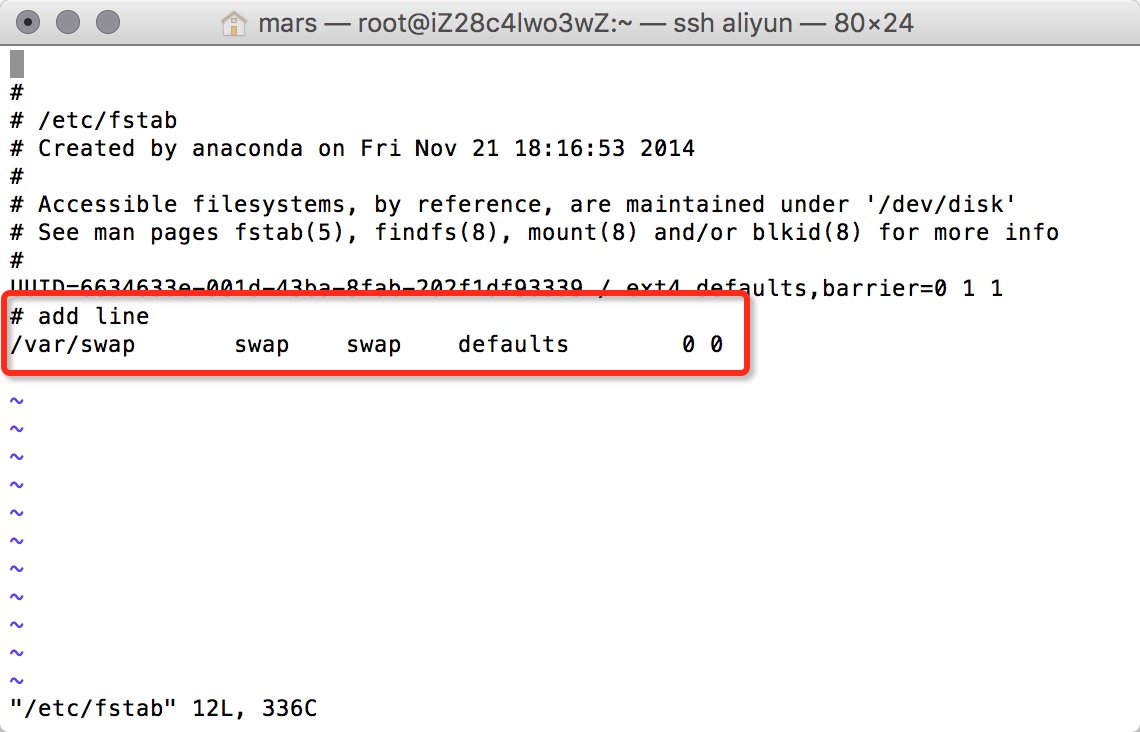 mars — root@iZ28c4lwo3wZ:~ — ssh aliyun — 80×24
#
# /etc/fstab
# Created by anaconda on Fri Nov 21 18:16:53 2014
#
# Accessible filesystems, by reference, are maintained under '/dev/disk'
# See man pages fstab(5), findfs(8), mount(8) and/or blkid(8) for more info
#
UUID=6634633e-001d-43ba-8fab-202f1df93339 / ext4 defaults,barrier=0 1 1
# add line
/var/swap swap swap defaults 0 0
~
~
~
~
~
~
~
~
~
~
~
"/etc/fstab" 12L, 336C